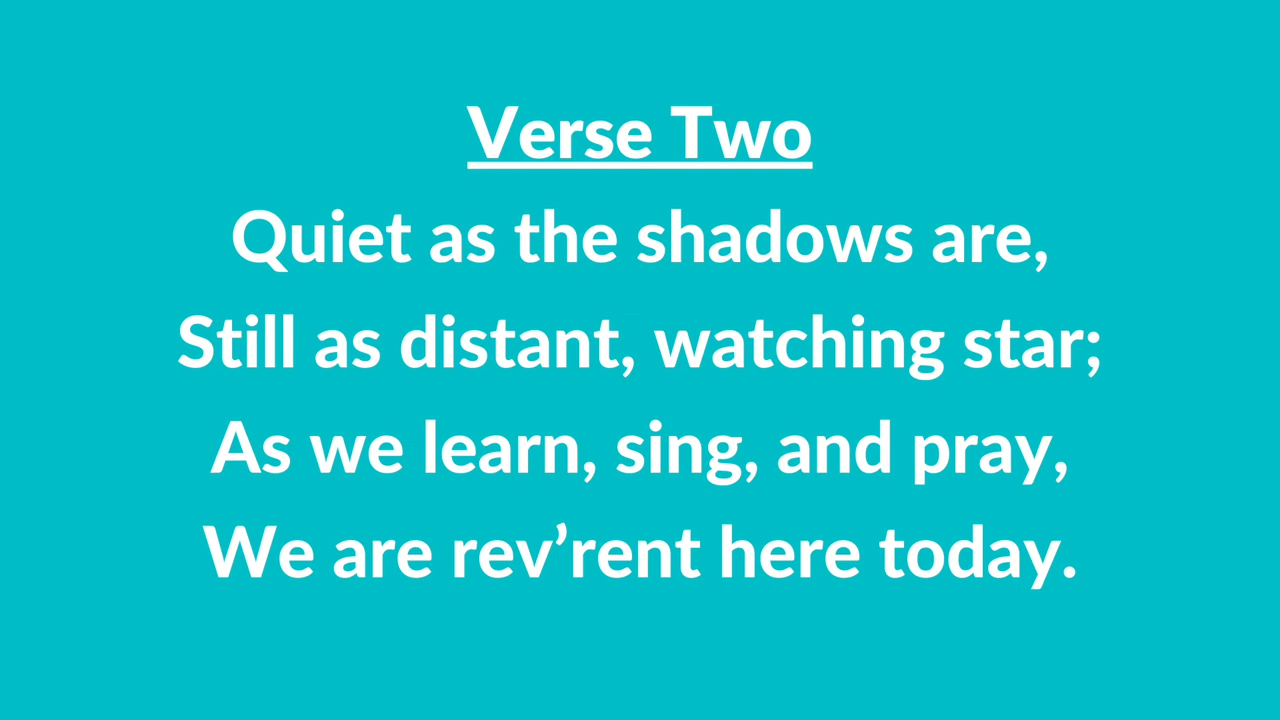 Verse Two
Quiet as the shadows are,
Still as distant, watching star;
As we learn, sing, and pray,
We are rev’rent here today.